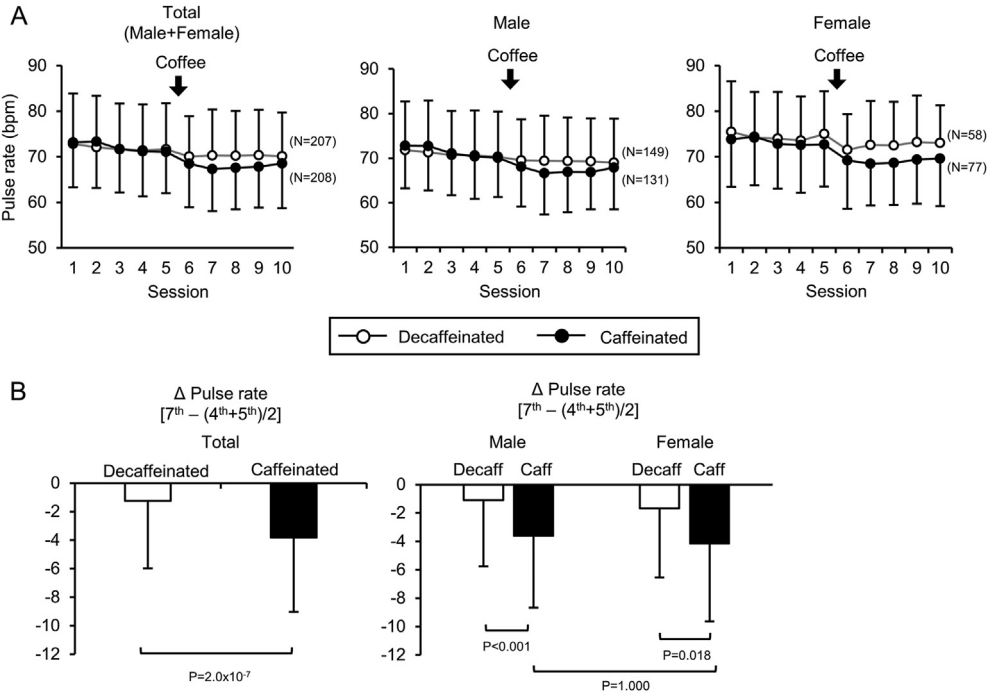 A
Total
(Male+Female)
Coffee
Pulse rate (bpm)
90
80
70
60
50
(N=207)
(N=208)
1 2 3 4 5 6 7 8 9 10
Session
Male
Coffee
90
80
70
60
50
(N=149)
(N=131)
1 2 3 4 5 6 7 8 9 10
Session
Female
Coffee
90
80
70
60
50
(N=58)
(N=77)
1 2 3 4 5 6 7 8 9 10
Session
Decaffeinated Caffeinated
B
Δ Pulse rate
[7th – (4th+5th)/2]
Total
Decaffeinated Caffeinated
0
-2
-4
-6
-8
-10
-12
P=2.0x10-7
Δ Pulse rate
[7th – (4th+5th)/2]
Male Female
Decaff Caff Decaff Caff
0
-2
-4
-6
-8
-10
-12
P<0.001
P=0.018
P=1.000